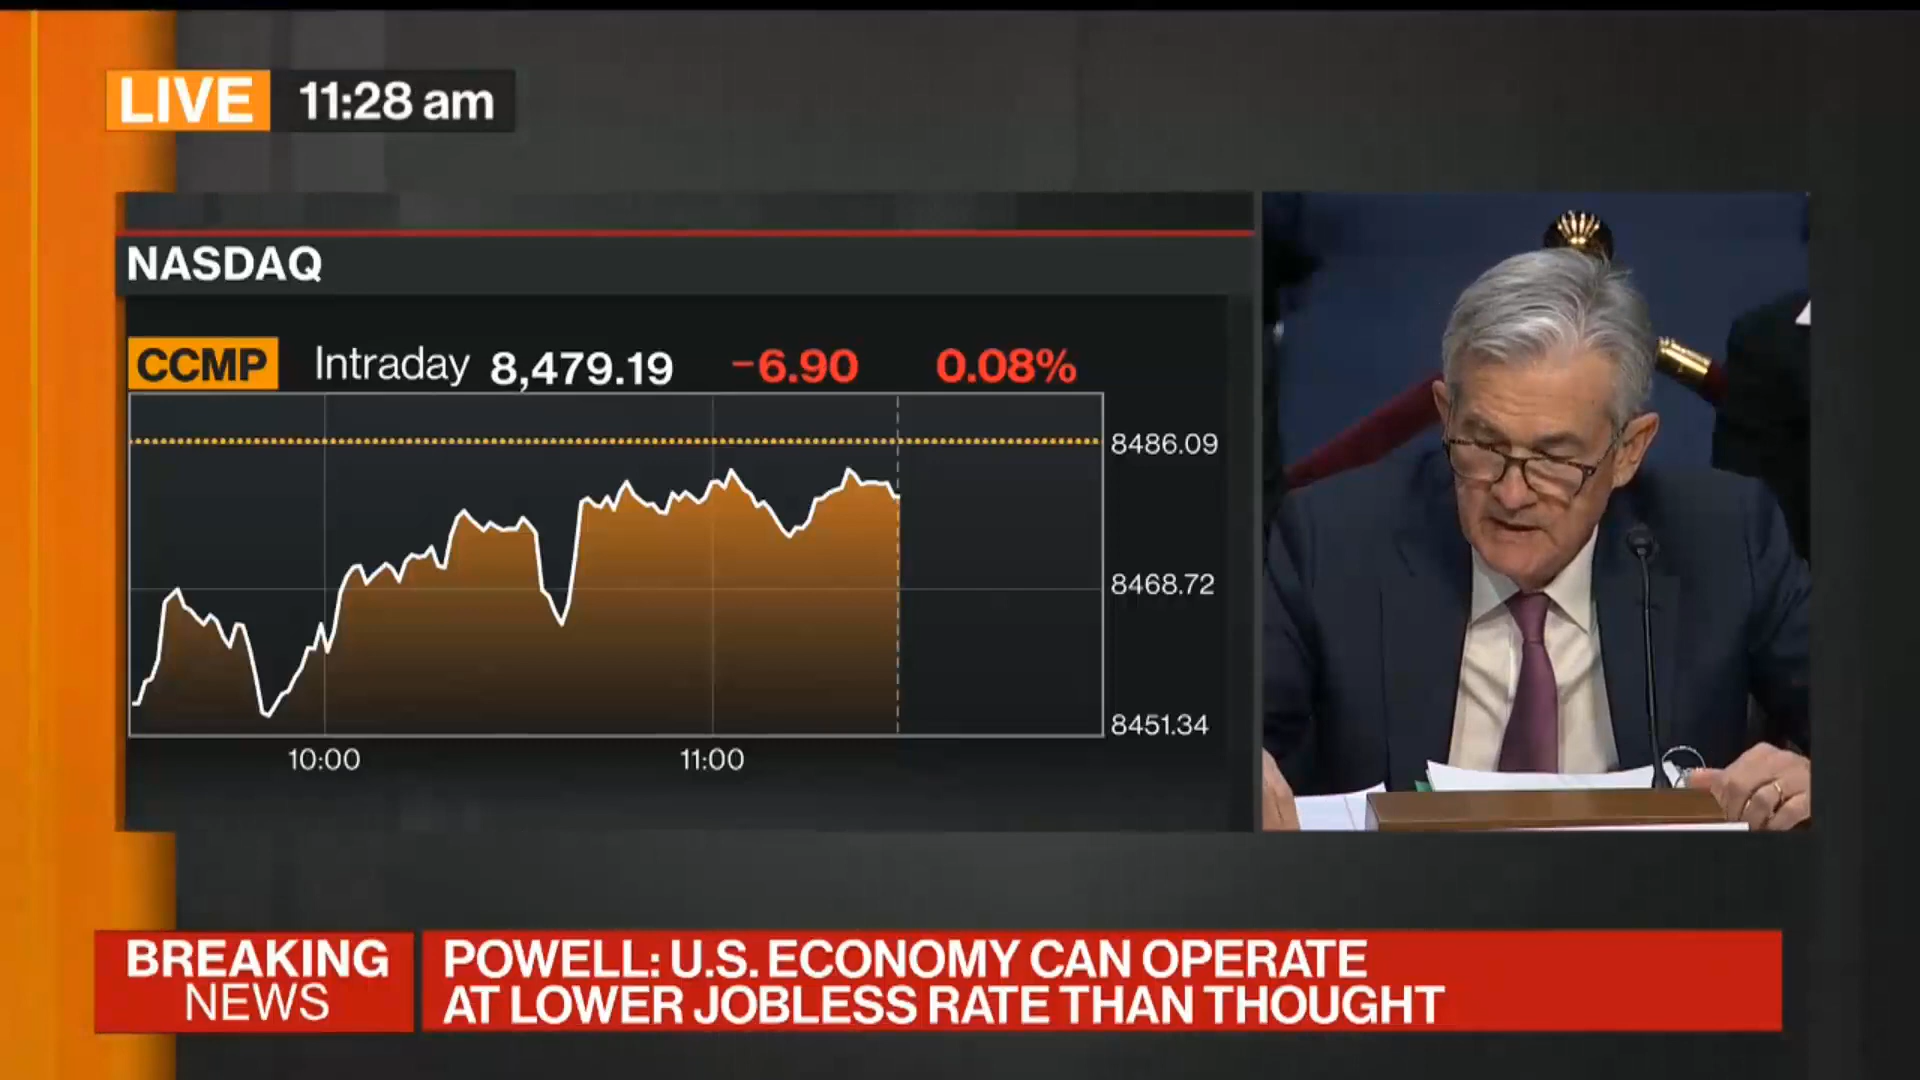 LIVE 11:28 am
NASDAQ
CCMP Intraday 8,479.19 −6.90 0.08%
8486.09
8468.72
8451.34
10:00 11:00
BREAKING NEWS
POWELL: U.S. ECONOMY CAN OPERATE
AT LOWER JOBLESS RATE THAN THOUGHT